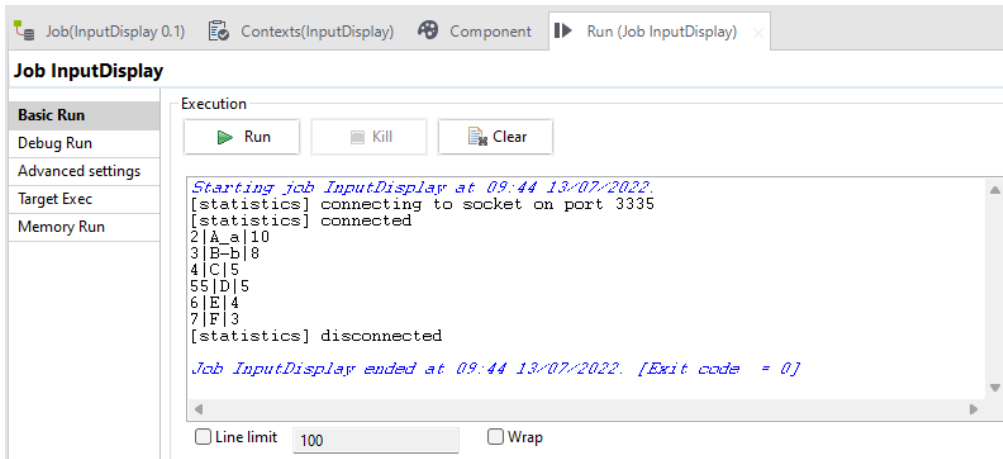 Job(InputDisplay 0.1) Contexts(InputDisplay) Component Run (Job InputDisplay)
Job InputDisplay
Basic Run
Debug Run
Advanced settings
Target Exec
Memory Run
Execution
Run Kill Clear
Starting job InputDisplay at 09:44 13/07/2022.
[statistics] connecting to socket on port 3335
[statistics] connected
2|A_a|10
3|B-b|8
4|C|5
55|D|5
6|E|4
7|F|3
[statistics] disconnected
Job InputDisplay ended at 09:44 13/07/2022. [Exit code  = 0]
Line limit 100 Wrap